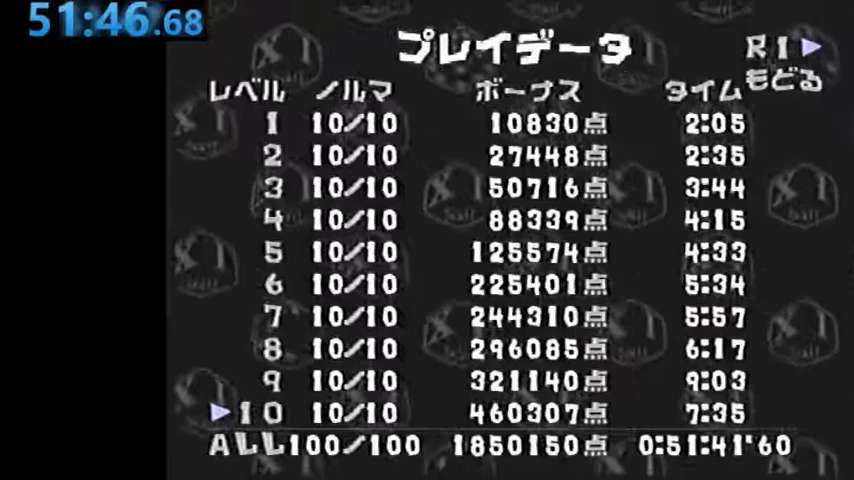 51:46.68
プレイデータ
R1▶
もどる
レベル ノルマ ボーナス タイム
1 10/10 10830点 2:05
2 10/10 27448点 2:35
3 10/10 50716点 3:44
4 10/10 88339点 4:15
5 10/10 125574点 4:33
6 10/10 225401点 5:34
7 10/10 244310点 5:57
8 10/10 296085点 6:17
9 10/10 321140点 9:03
▶10 10/10 460307点 7:35
ALL 100/100 1850150点 0:51:41'60